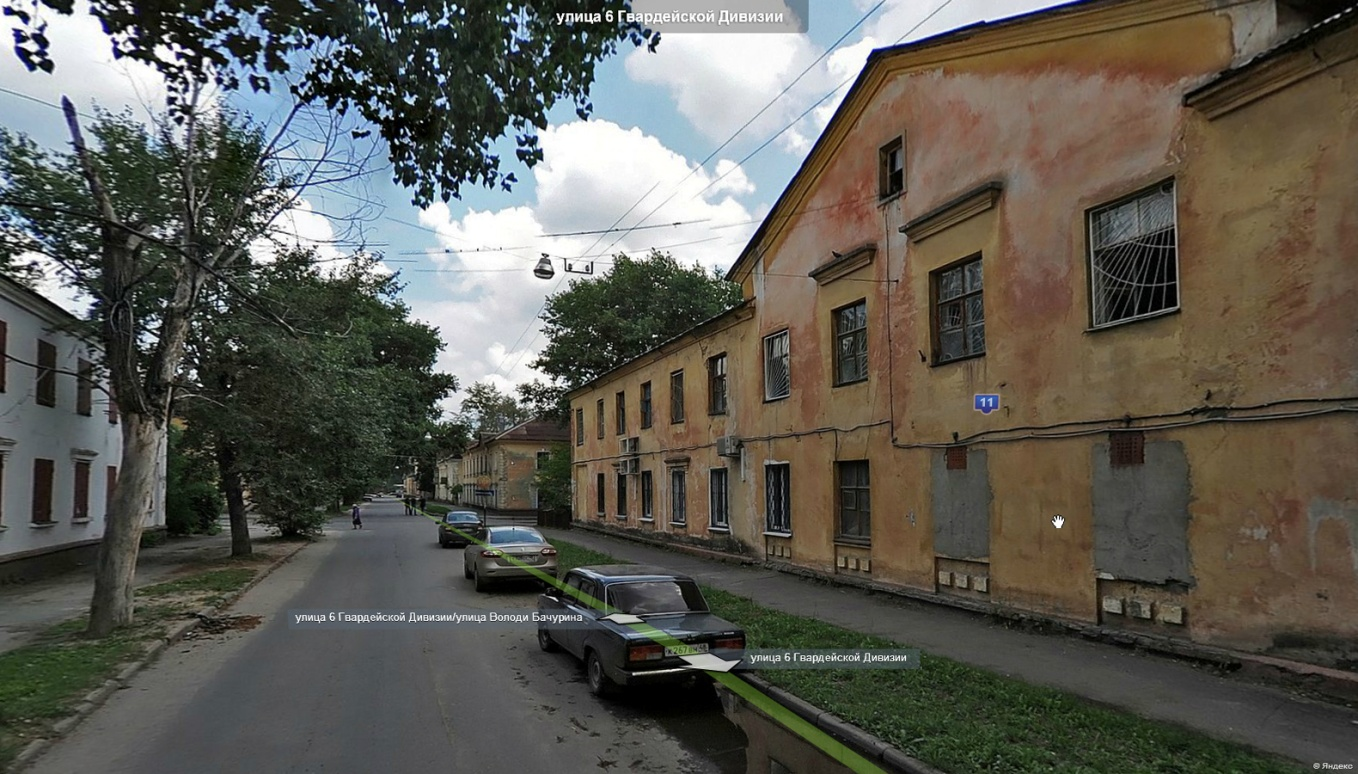 улица 6 Гвардейской Дивизии
11
улица 6 Гвардейской Дивизии/улица Володи Бачурина
улица 6 Гвардейской Дивизии
© Яндекс